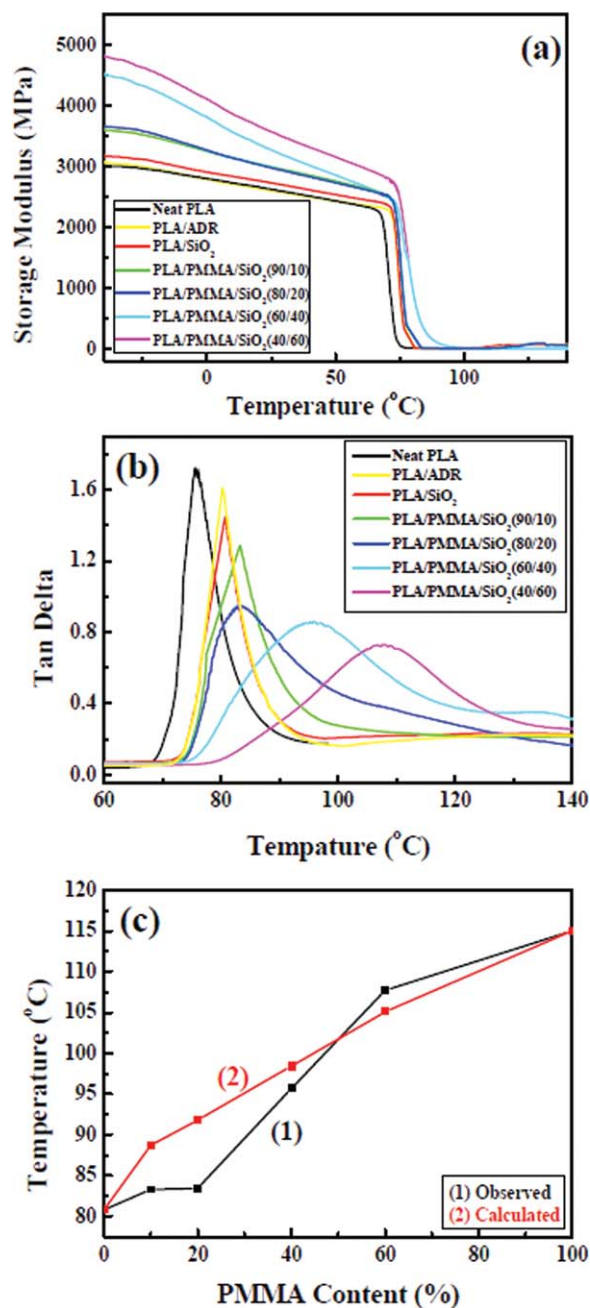 (a)
5000
4000
3000
2000
1000
0
Storage Modulus (MPa)
Neat PLA
PLA/ADR
PLA/SiO₂
PLA/PMMA/SiO₂(90/10)
PLA/PMMA/SiO₂(80/20)
PLA/PMMA/SiO₂(60/40)
PLA/PMMA/SiO₂(40/60)
0 50 100
Temperature (°C)
(b)
1.6
1.2
0.8
0.4
0.0
Tan Delta
Neat PLA
PLA/ADR
PLA/SiO₂
PLA/PMMA/SiO₂(90/10)
PLA/PMMA/SiO₂(80/20)
PLA/PMMA/SiO₂(60/40)
PLA/PMMA/SiO₂(40/60)
60 80 100 120 140
Tempature (°C)
(c)
120
115
110
105
100
95
90
85
80
Temperature (°C)
(2)
(1)
(1) Observed
(2) Calculated
0 20 40 60 80 100
PMMA Content (%)